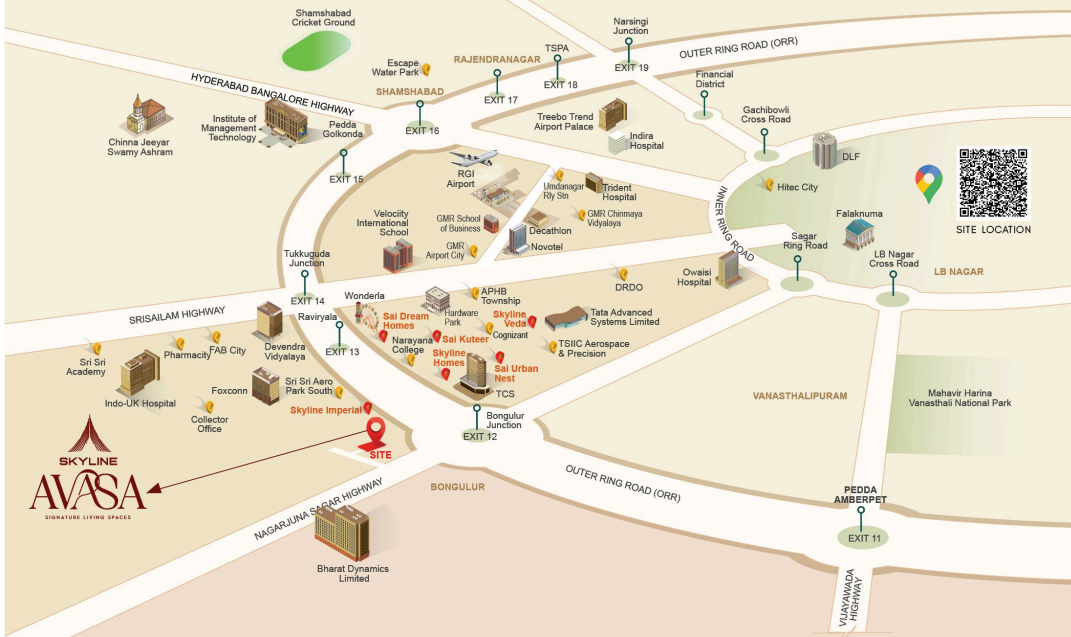 Shamshabad
Cricket Ground
Narsingi
Junction
OUTER RING ROAD (ORR)
TSPA
EXIT 19
RAJENDRANAGAR
Escape
Water Park
EXIT 18
Financial
District
HYDERABAD BANGALORE HIGHWAY
SHAMSHABAD
EXIT 17
Gachibowli
Cross Road
Chinna Jeeyar
Swamy Ashram
Institute of
Management
Technology
Pedda
Golkonda
EXIT 16
Treebo Trend
Airport Palace
Indira
Hospital
DLF
EXIT 15
RGI
Airport
Umdanagar
Rly Stn
Trident
Hospital
Hitec City
SITE LOCATION
INNER RING ROAD
Velociity
International
School
GMR School
of Business
Decathlon
GMR Chinmaya
Vidyalaya
Falaknuma
GMR
Airport City
Novotel
Sagar
Ring Road
LB Nagar
Cross Road
LB NAGAR
Tukkuguda
Junction
EXIT 14
Owaisi
Hospital
DRDO
SRISAILAM HIGHWAY
Raviryala
Wonderla
Hardware
Park
APHB
Township
Sai Dream
Homes
Skyline
Veda
Tata Advanced
Systems Limited
EXIT 13
Sai Kuteer
Cognizant
Narayana
College
Skyline
Homes
Sai Urban
Nest
TSIIC Aerospace
& Precision
Sri Sri
Academy
Pharmacity
FAB City
Devendra
Vidyalaya
Indo-UK Hospital
Foxconn
Sri Sri Aero
Park South
TCS
Collector
Office
Skyline Imperial
VANASTHALIPURAM
Mahavir Harina
Vanasthali National Park
Bongulur
Junction
EXIT 12
SITE
SKYLINE
AVASA
SIGNATURE LIVING SPACES
BONGULUR
OUTER RING ROAD (ORR)
NAGARJUNA SAGAR HIGHWAY
PEDDA
AMBERPET
EXIT 11
Bharat Dynamics
Limited
VIJAYAWADA
HIGHWAY